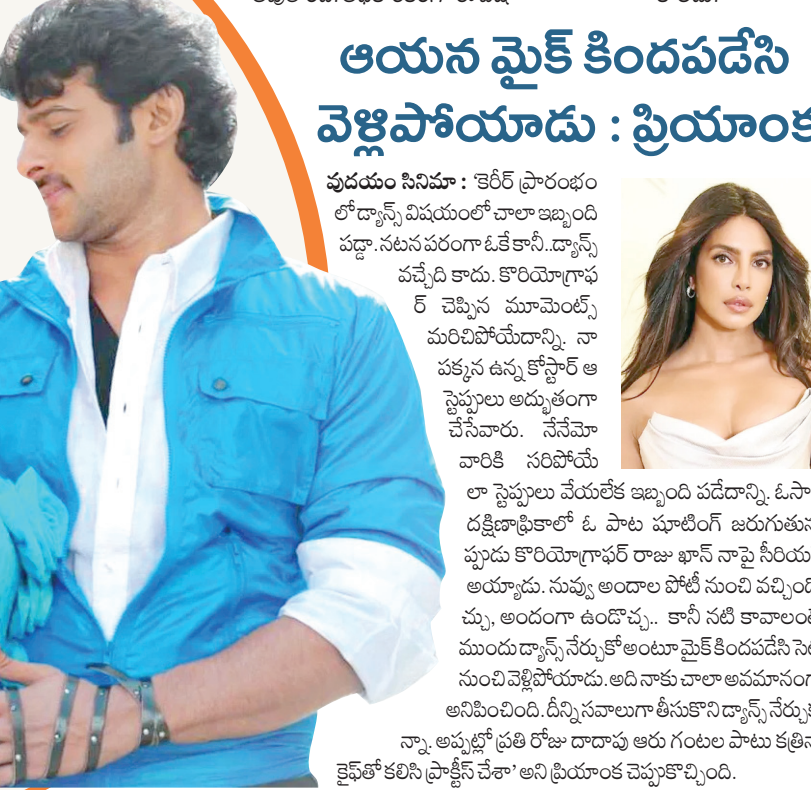 ఆయన మైక్ కిందపడేసి
వెళ్లిపోయాడు : ప్రియాంక
వుదయం సినిమా : ‘కెరీర్ ప్రారంభం
లో డ్యాన్స్ విషయంలో చాలా ఇబ్బంది
పడ్డా. నటన పరంగా ఓకే కానీ..డ్యాన్స్
వచ్చేది కాదు. కొరియోగ్రాఫ
ర్ చెప్పిన మూమెంట్స్
మరిచిపోయేదాన్ని. నా
పక్కన ఉన్న కోస్టార్ ఆ
స్టెప్పులు అద్భుతంగా
చేసేవారు. నేనేమో
వారికి సరిపోయే
లా స్టెప్పులు వేయలేక ఇబ్బంది పడేదాన్ని. ఓసా
దక్షిణాఫ్రికాలో ఓ పాట షూటింగ్ జరుగుతు
ప్పుడు కొరియోగ్రాఫర్ రాజు ఖాన్ నాపై సీరియ
అయ్యాడు. నువ్వు అందాల పోటీ నుంచి వచ్చిం
చ్చు, అందంగా ఉండొచ్చు.. కానీ నటి కావాలం
ముందు డ్యాన్స్ నేర్చుకో అంటూ మైక్ కిందపడేసి సె
నుంచి వెళ్లిపోయాడు. అది నాకు చాలా అవమానం
అనిపించింది. దీన్ని సవాలుగా తీసుకొని డ్యాన్స్ నేర్చు
న్నా. అప్పట్లో ప్రతి రోజు దాదాపు ఆరు గంటల పాటు కత్రి
కైఫ్‌తో కలిసి ప్రాక్టీస్ చేశా’ అని ప్రియాంక చెప్పుకొచ్చింది.